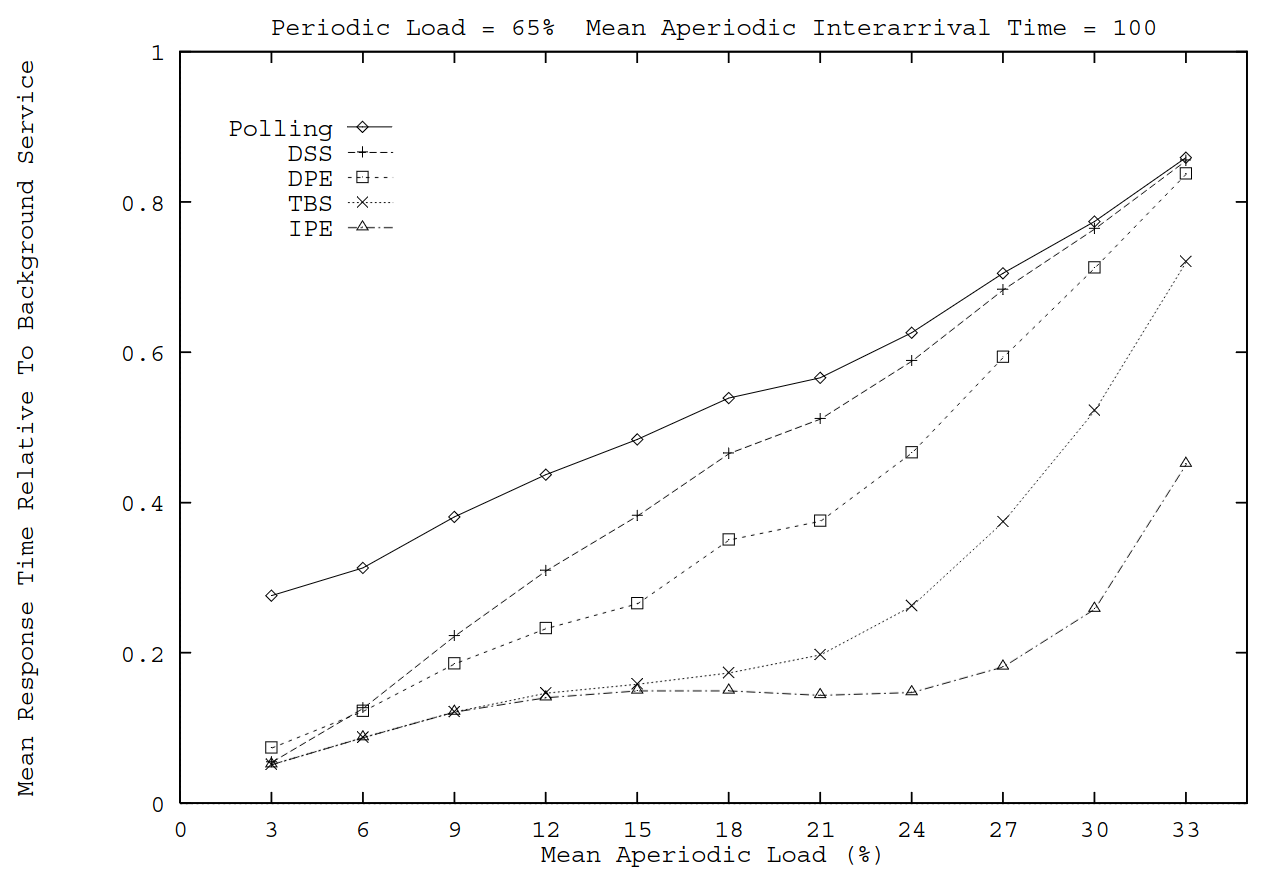 Periodic Load = 65%  Mean Aperiodic Interarrival Time = 100
Mean Response Time Relative To Background Service
1
0.8
0.6
0.4
0.2
0
Polling
DSS
DPE
TBS
IPE
0 3 6 9 12 15 18 21 24 27 30 33
Mean Aperiodic Load (%)